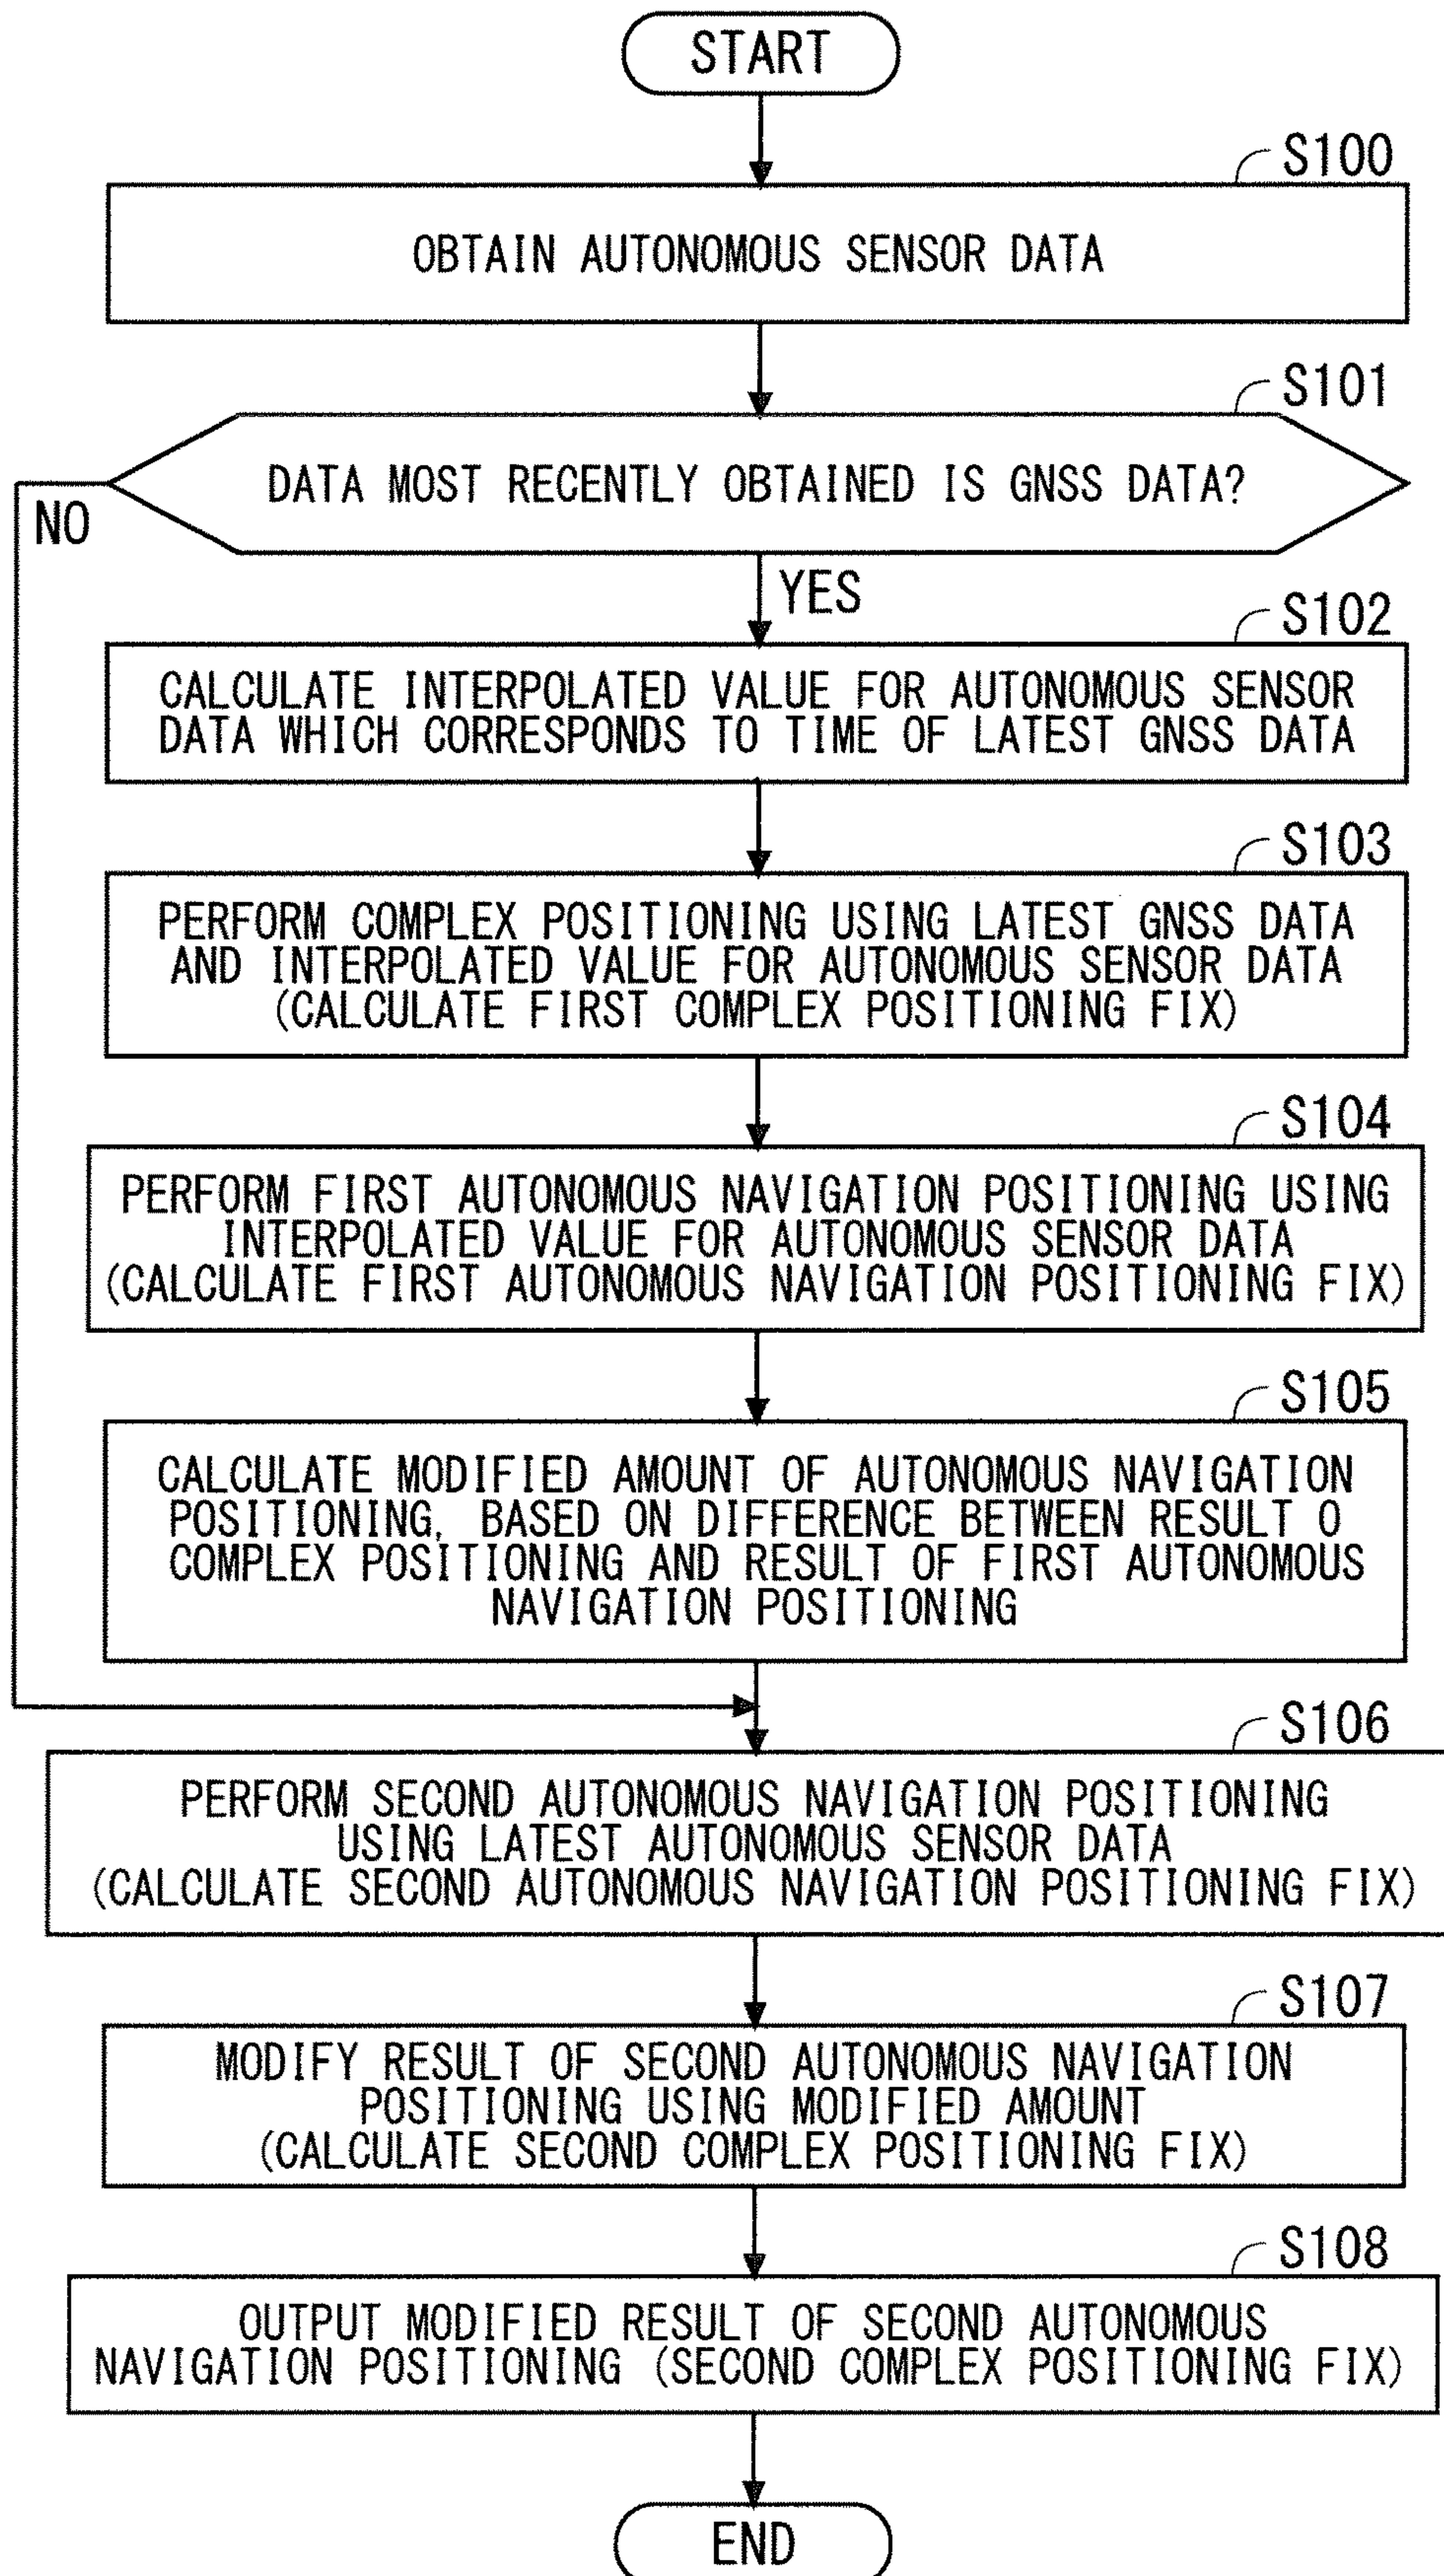 START
S100
OBTAIN AUTONOMOUS SENSOR DATA
S101
DATA MOST RECENTLY OBTAINED IS GNSS DATA?
NO
YES
S102
CALCULATE INTERPOLATED VALUE FOR AUTONOMOUS SENSOR
DATA WHICH CORRESPONDS TO TIME OF LATEST GNSS DATA
S103
PERFORM COMPLEX POSITIONING USING LATEST GNSS DATA
AND INTERPOLATED VALUE FOR AUTONOMOUS SENSOR DATA
(CALCULATE FIRST COMPLEX POSITIONING FIX)
S104
PERFORM FIRST AUTONOMOUS NAVIGATION POSITIONING USING
INTERPOLATED VALUE FOR AUTONOMOUS SENSOR DATA
(CALCULATE FIRST AUTONOMOUS NAVIGATION POSITIONING FIX)
S105
CALCULATE MODIFIED AMOUNT OF AUTONOMOUS NAVIGATION
POSITIONING, BASED ON DIFFERENCE BETWEEN RESULT O
COMPLEX POSITIONING AND RESULT OF FIRST AUTONOMOUS
NAVIGATION POSITIONING
S106
PERFORM SECOND AUTONOMOUS NAVIGATION POSITIONING
USING LATEST AUTONOMOUS SENSOR DATA
(CALCULATE SECOND AUTONOMOUS NAVIGATION POSITIONING FIX)
S107
MODIFY RESULT OF SECOND AUTONOMOUS NAVIGATION
POSITIONING USING MODIFIED AMOUNT
(CALCULATE SECOND COMPLEX POSITIONING FIX)
S108
OUTPUT MODIFIED RESULT OF SECOND AUTONOMOUS
NAVIGATION POSITIONING (SECOND COMPLEX POSITIONING FIX)
END